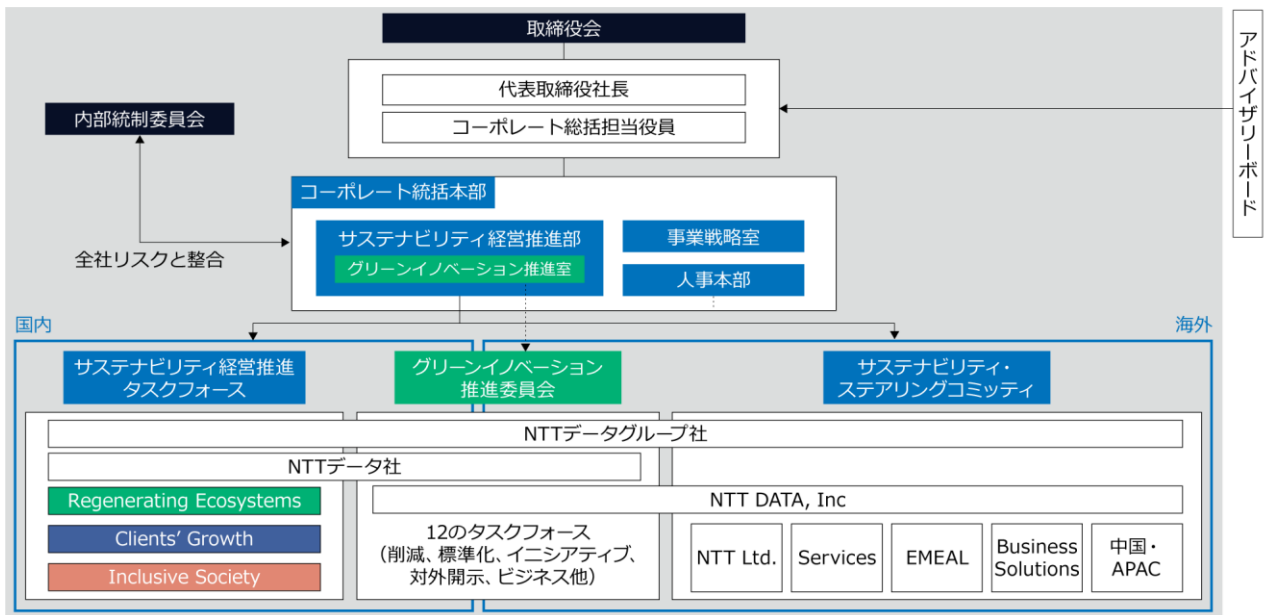 取締役会
代表取締役社長
コーポレート総括担当役員
アドバイザリーボード
内部統制委員会
全社リスクと整合
コーポレート統括本部
サステナビリティ経営推進部
グリーンイノベーション推進室
事業戦略室
人事本部
国内
海外
サステナビリティ経営推進
タスクフォース
グリーンイノベーション
推進委員会
サステナビリティ・
ステアリングコミッティ
NTTデータグループ社
NTTデータ社
Regenerating Ecosystems
Clients' Growth
Inclusive Society
NTT DATA, Inc
12のタスクフォース
(削減、標準化、イニシアティブ、
対外開示、ビジネス他)
NTT Ltd.
Services
EMEAL
Business
Solutions
中国・
APAC